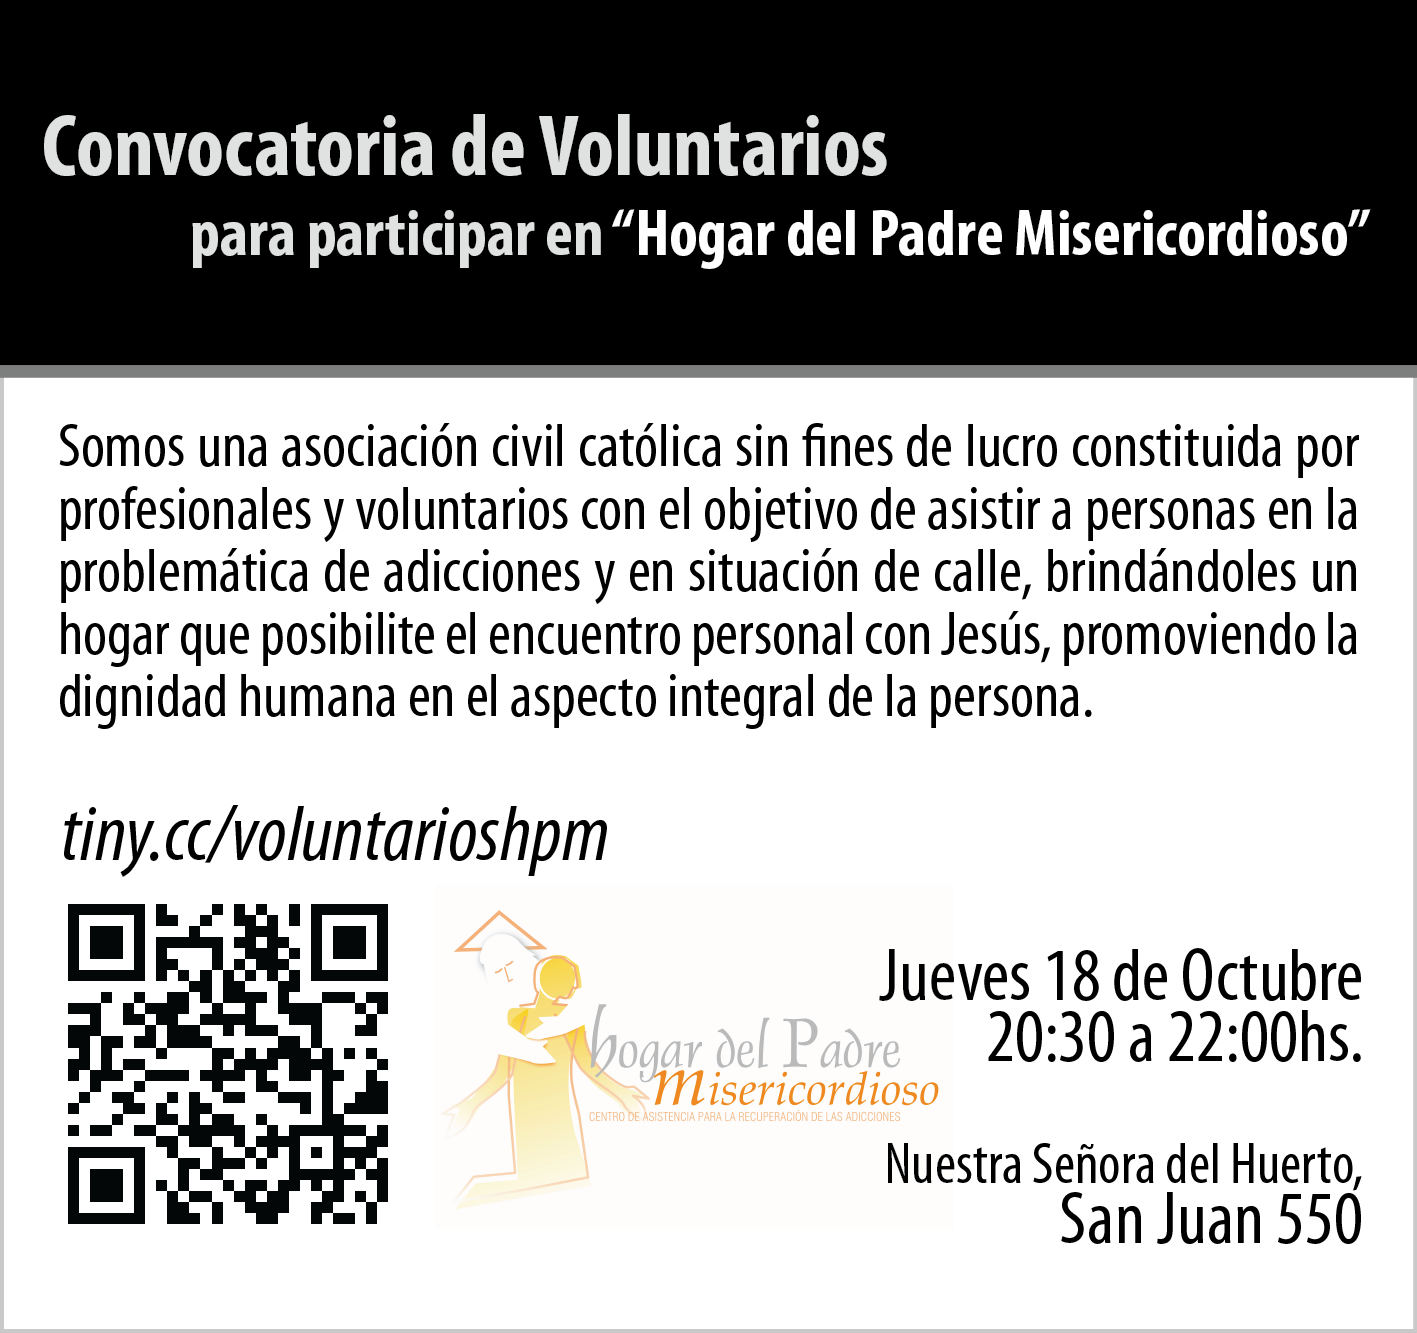 Convocatoria de Voluntarios
para participar en “Hogar del Padre Misericordioso”
Somos una asociación civil católica sin fines de lucro constituida por
profesionales y voluntarios con el objetivo de asistir a personas en la
problemática de adicciones y en situación de calle, brindándoles un
hogar que posibilite el encuentro personal con Jesús, promoviendo la
dignidad humana en el aspecto integral de la persona.
tiny.cc/voluntarioshpm
hogar del Padre
Misericordioso
CENTRO DE ASISTENCIA PARA LA RECUPERACIÓN DE LAS ADICCIONES
Jueves 18 de Octubre
20:30 a 22:00hs.
Nuestra Señora del Huerto,
San Juan 550